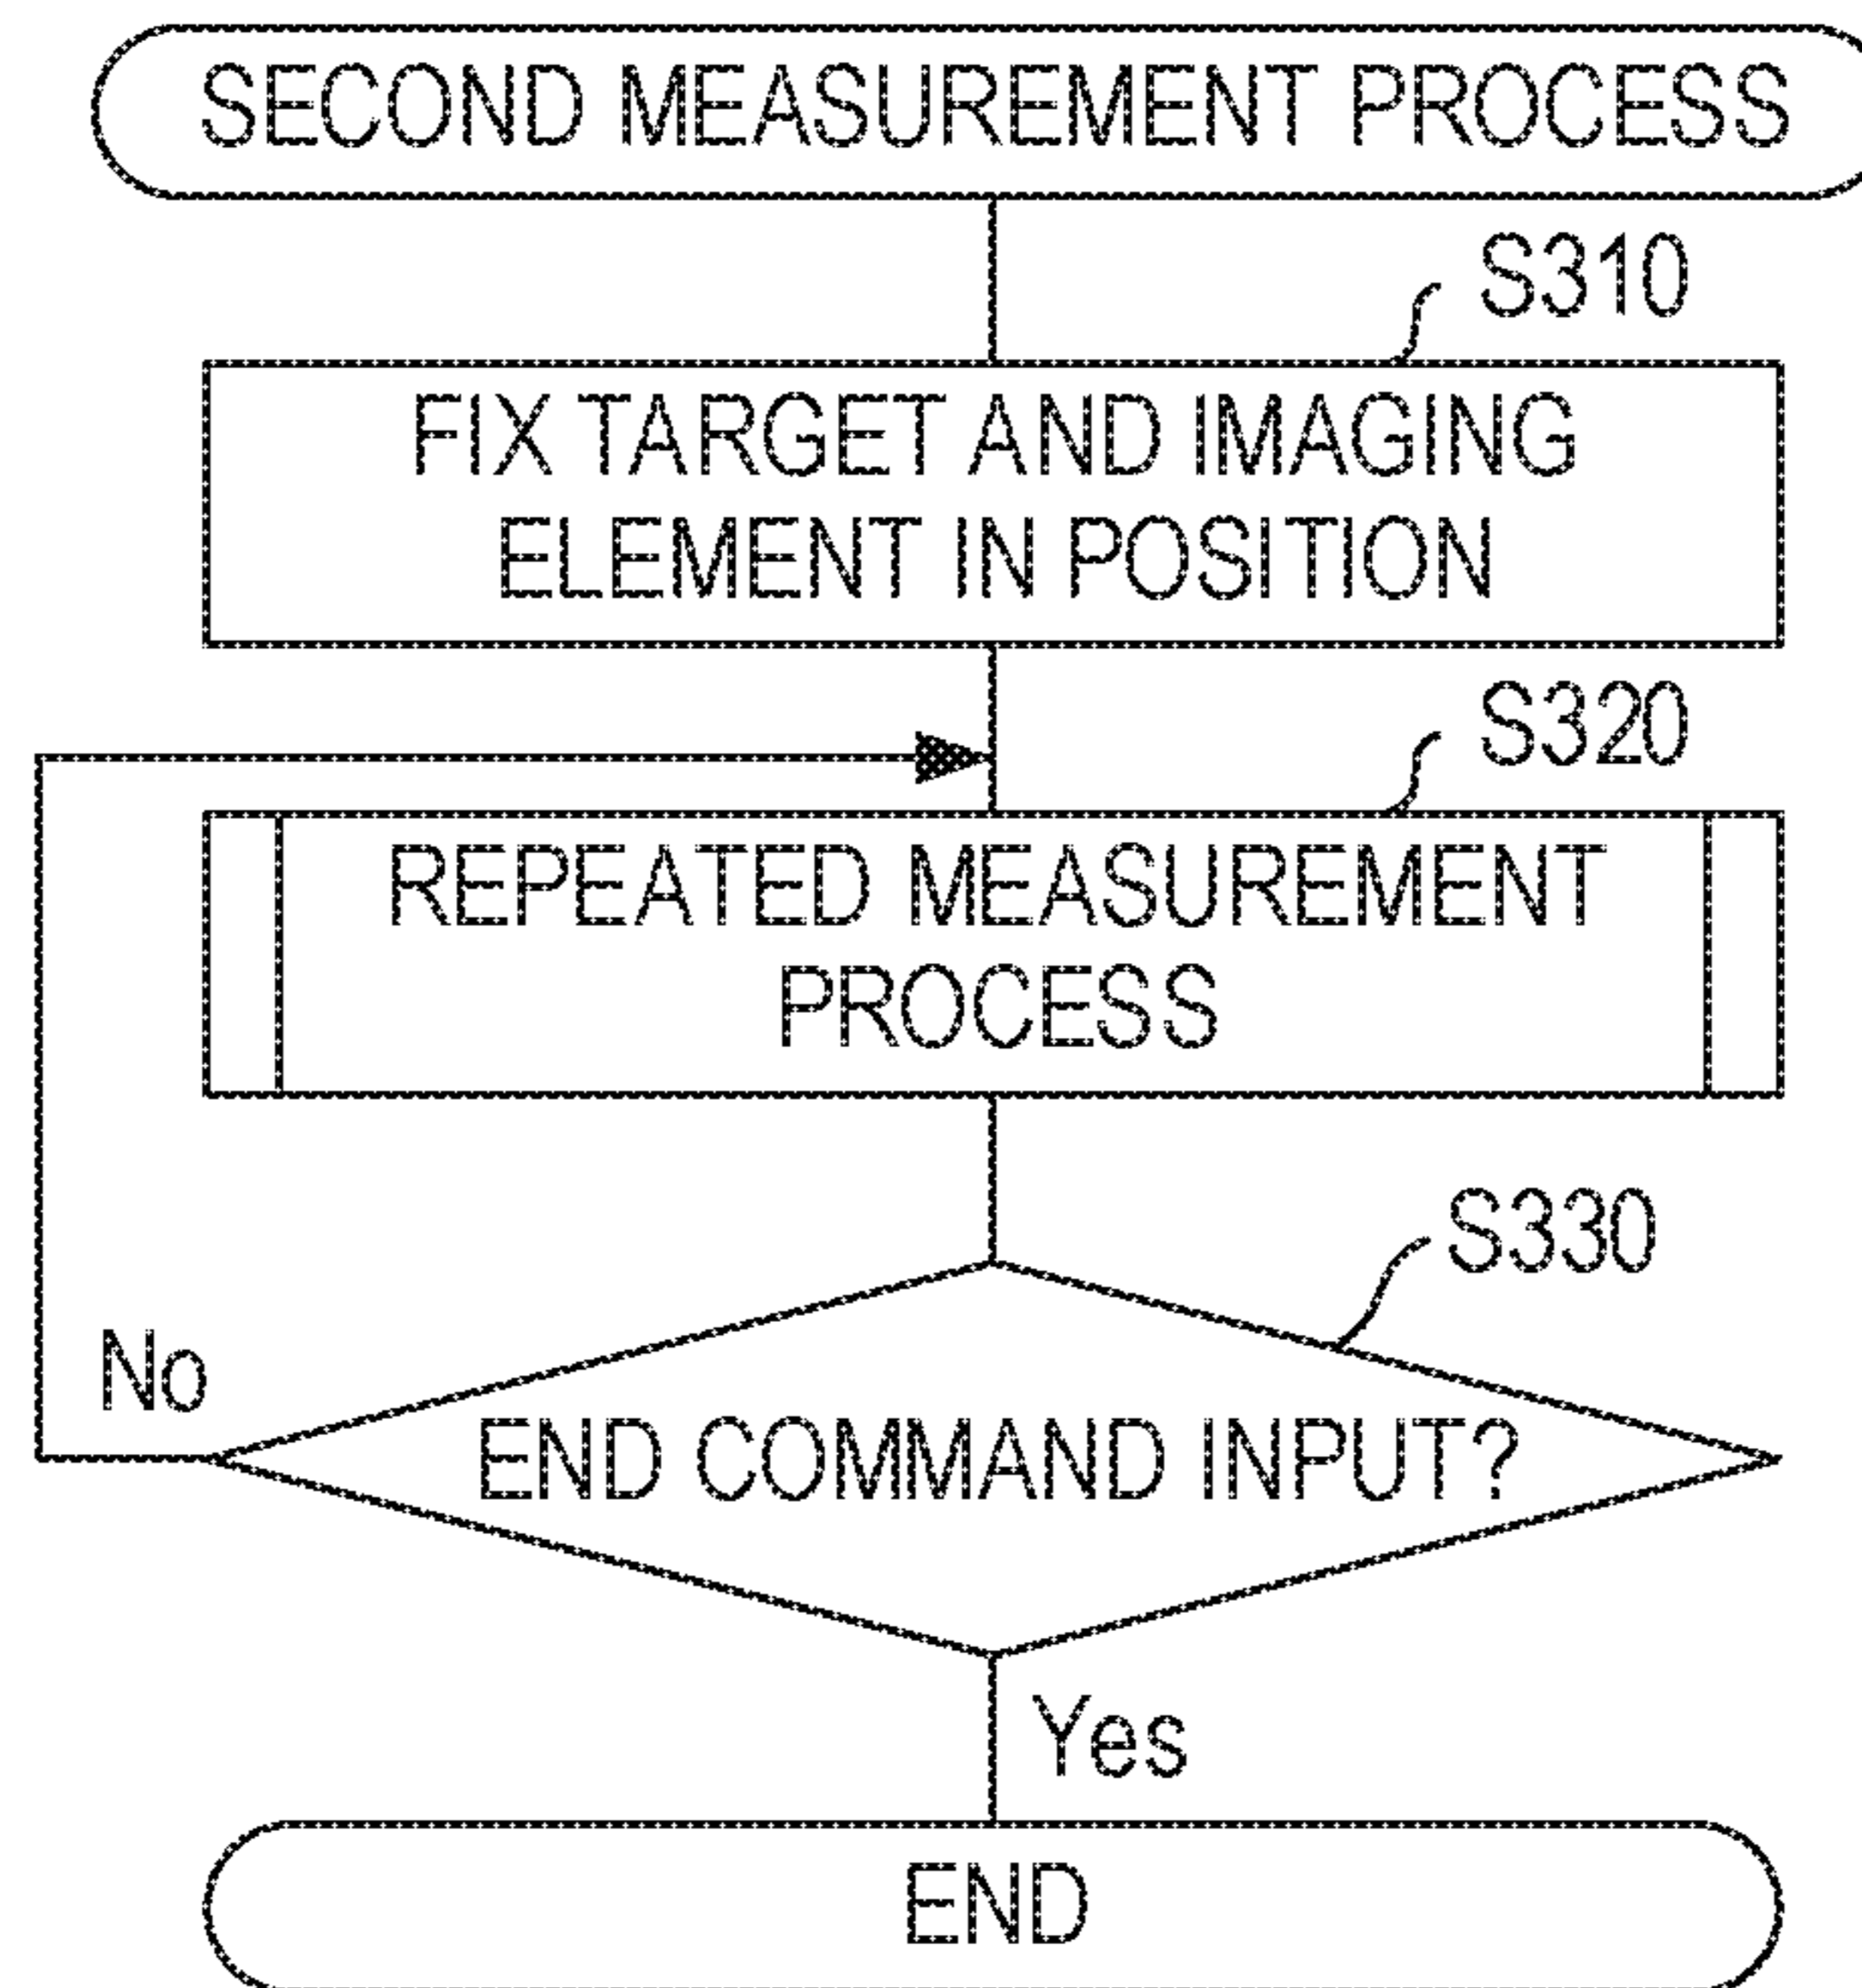 SECOND MEASUREMENT PROCESS
S310
FIX TARGET AND IMAGING
ELEMENT IN POSITION
S320
REPEATED MEASUREMENT
PROCESS
S330
No
END COMMAND INPUT?
Yes
END